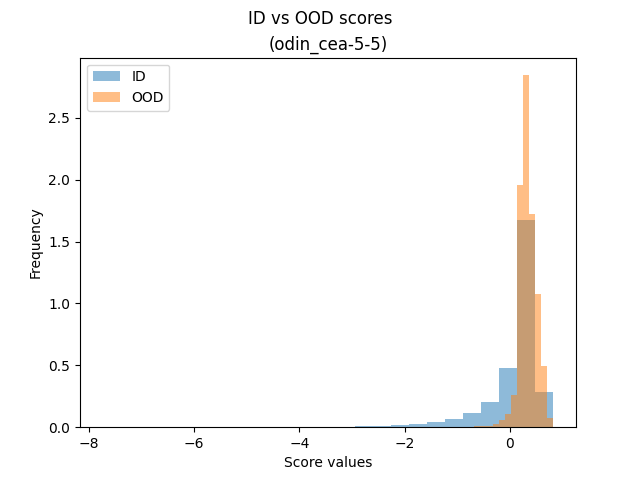 ID vs OOD scores
(odin_cea-5-5)
ID
OOD
2.5
2.0
1.5
1.0
0.5
0.0
Frequency
−8
−6
−4
−2
0
Score values